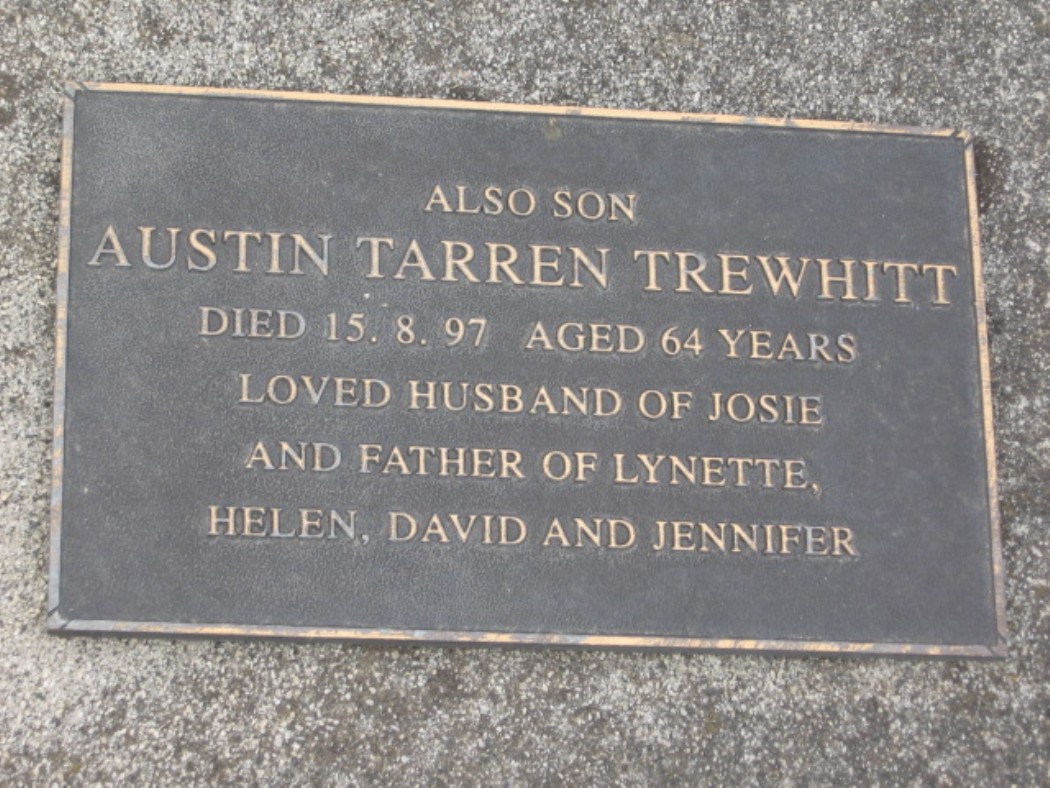 ALSO SON
AUSTIN TARREN TREWHITT
DIED 15. 8. 97 AGED 64 YEARS
LOVED HUSBAND OF JOSIE
AND FATHER OF LYNETTE,
HELEN, DAVID AND JENNIFER